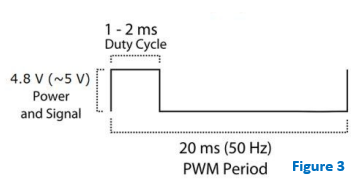 1 - 2 ms
Duty Cycle
4.8 V (~5 V)
Power
and Signal
20 ms (50 Hz)
PWM Period
Figure 3